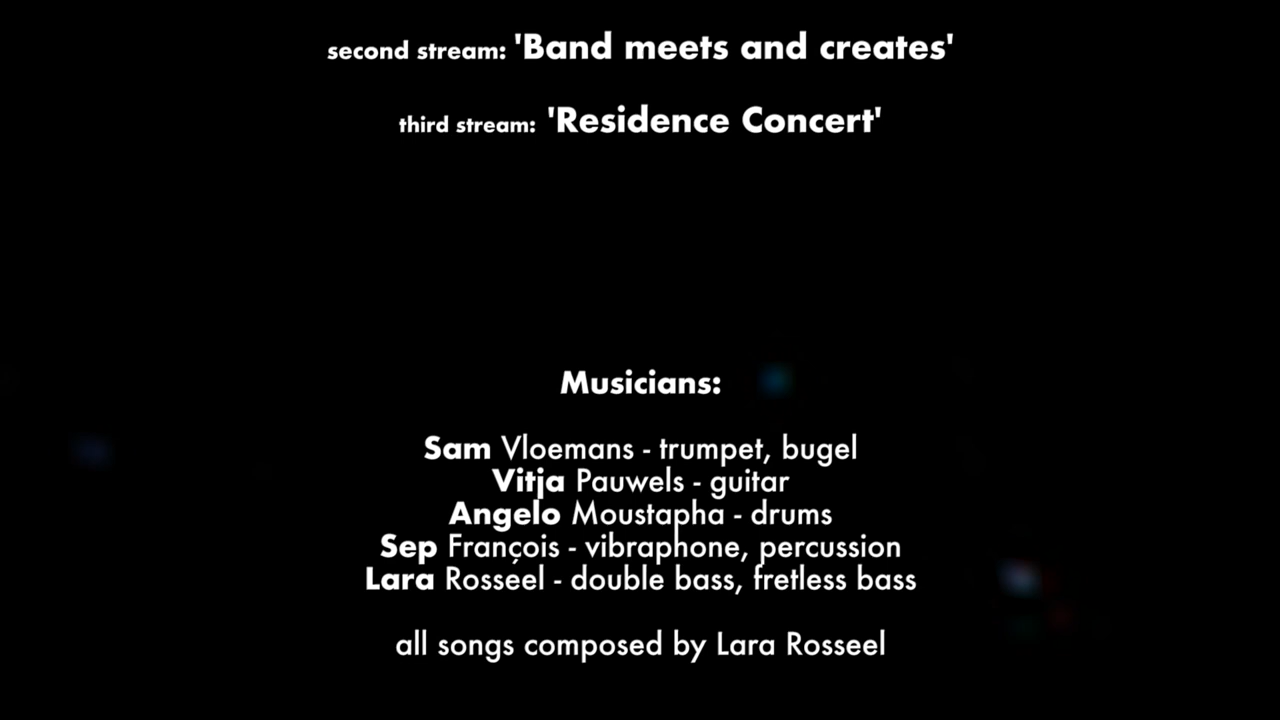 second stream: 'Band meets and creates'
third stream: 'Residence Concert'
Musicians:
Sam Vloemans - trumpet, bugel
Vitja Pauwels - guitar
Angelo Moustapha - drums
Sep François - vibraphone, percussion
Lara Rosseel - double bass, fretless bass
all songs composed by Lara Rosseel